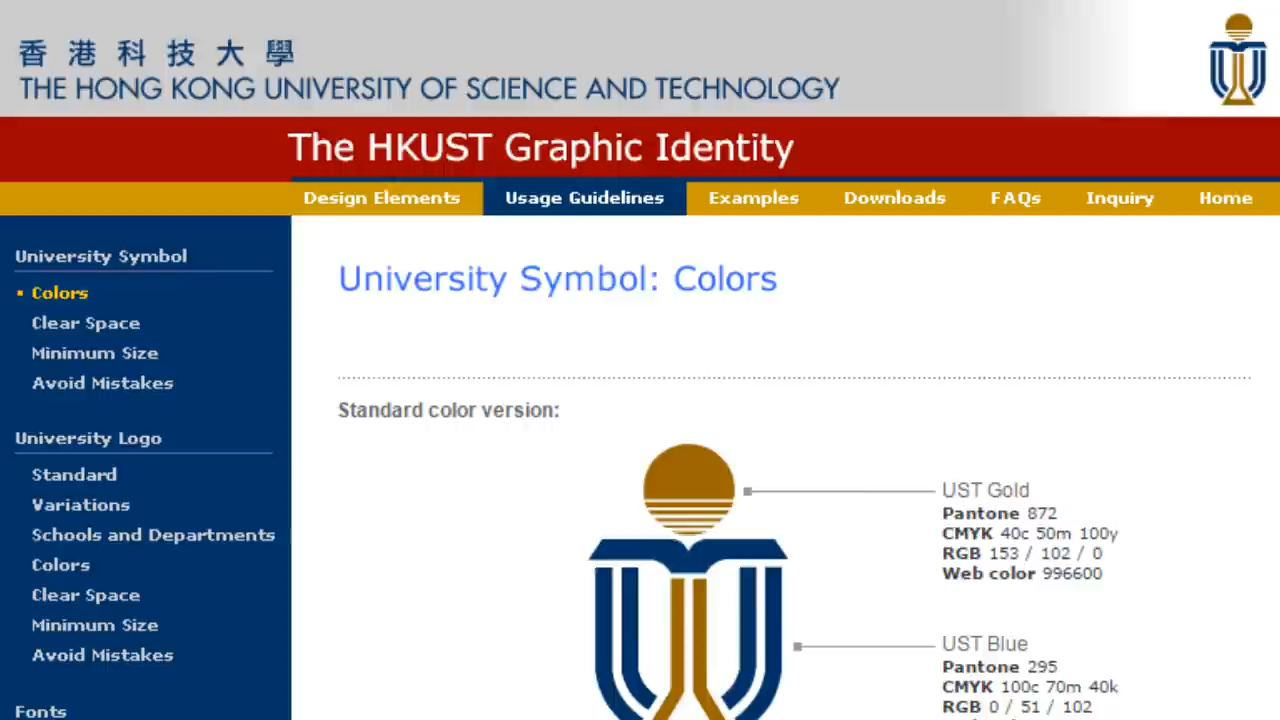 香港科技大學
THE HONG KONG UNIVERSITY OF SCIENCE AND TECHNOLOGY
The HKUST Graphic Identity
Design Elements Usage Guidelines Examples Downloads FAQs Inquiry Home
University Symbol
Colors
Clear Space
Minimum Size
Avoid Mistakes
University Logo
Standard
Variations
Schools and Departments
Colors
Clear Space
Minimum Size
Avoid Mistakes
Fonts
University Symbol: Colors
Standard color version:
UST Gold
Pantone 872
CMYK 40c 50m 100y
RGB 153 / 102 / 0
Web color 996600
UST Blue
Pantone 295
CMYK 100c 70m 40k
RGB 0 / 51 / 102